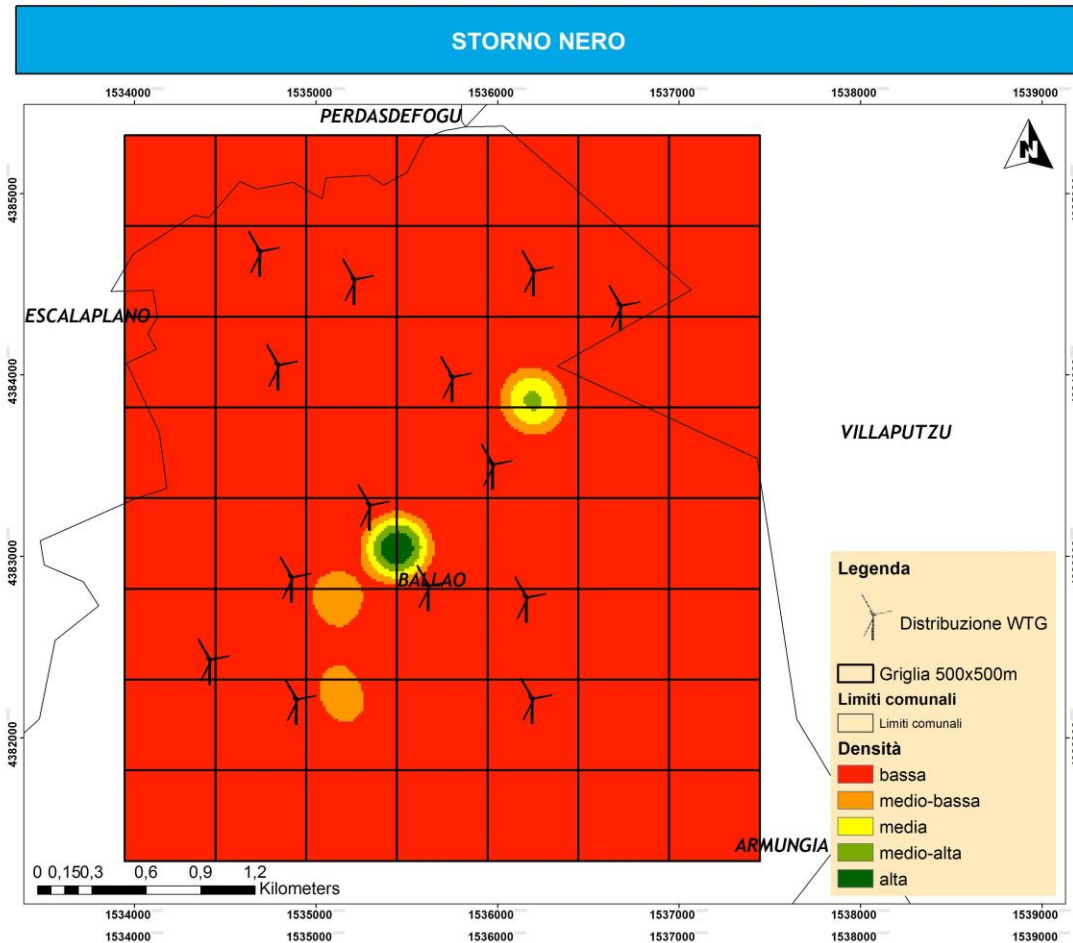 STORNO NERO
1534000 1535000 1536000 1537000 1538000 1539000
PERDASDEFOGU
N
4385000
ESCALAPLANO
4384000
VILLAPUTZU
4383000
BALLAO
Legenda
Distribuzione WTG
Griglia 500x500m
Limiti comunali
Limiti comunali
Densità
bassa
medio-bassa
media
medio-alta
alta
4382000
ARMUNGIA
0 0,15 0,3 0,6 0,9 1,2
Kilometers
1534000 1535000 1536000 1537000 1538000 1539000